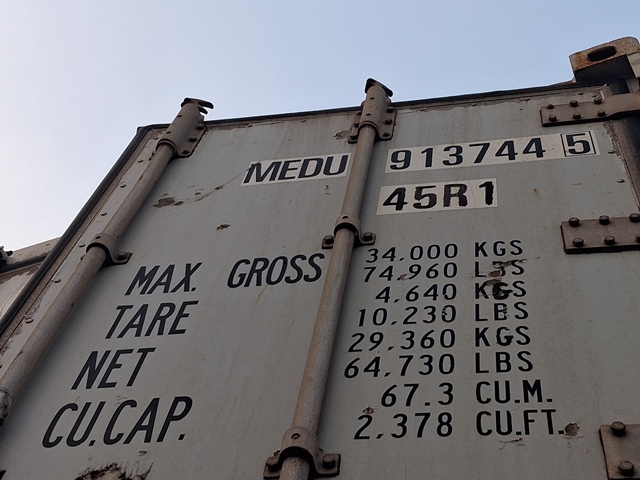 MEDU 913744 5
45R1
MAX. GROSS 34.000 KGS
74.960 LBS
TARE 4.640 KGS
10.230 LBS
NET 29.360 KGS
64.730 LBS
CU.CAP. 67.3 CU.M.
2.378 CU.FT.